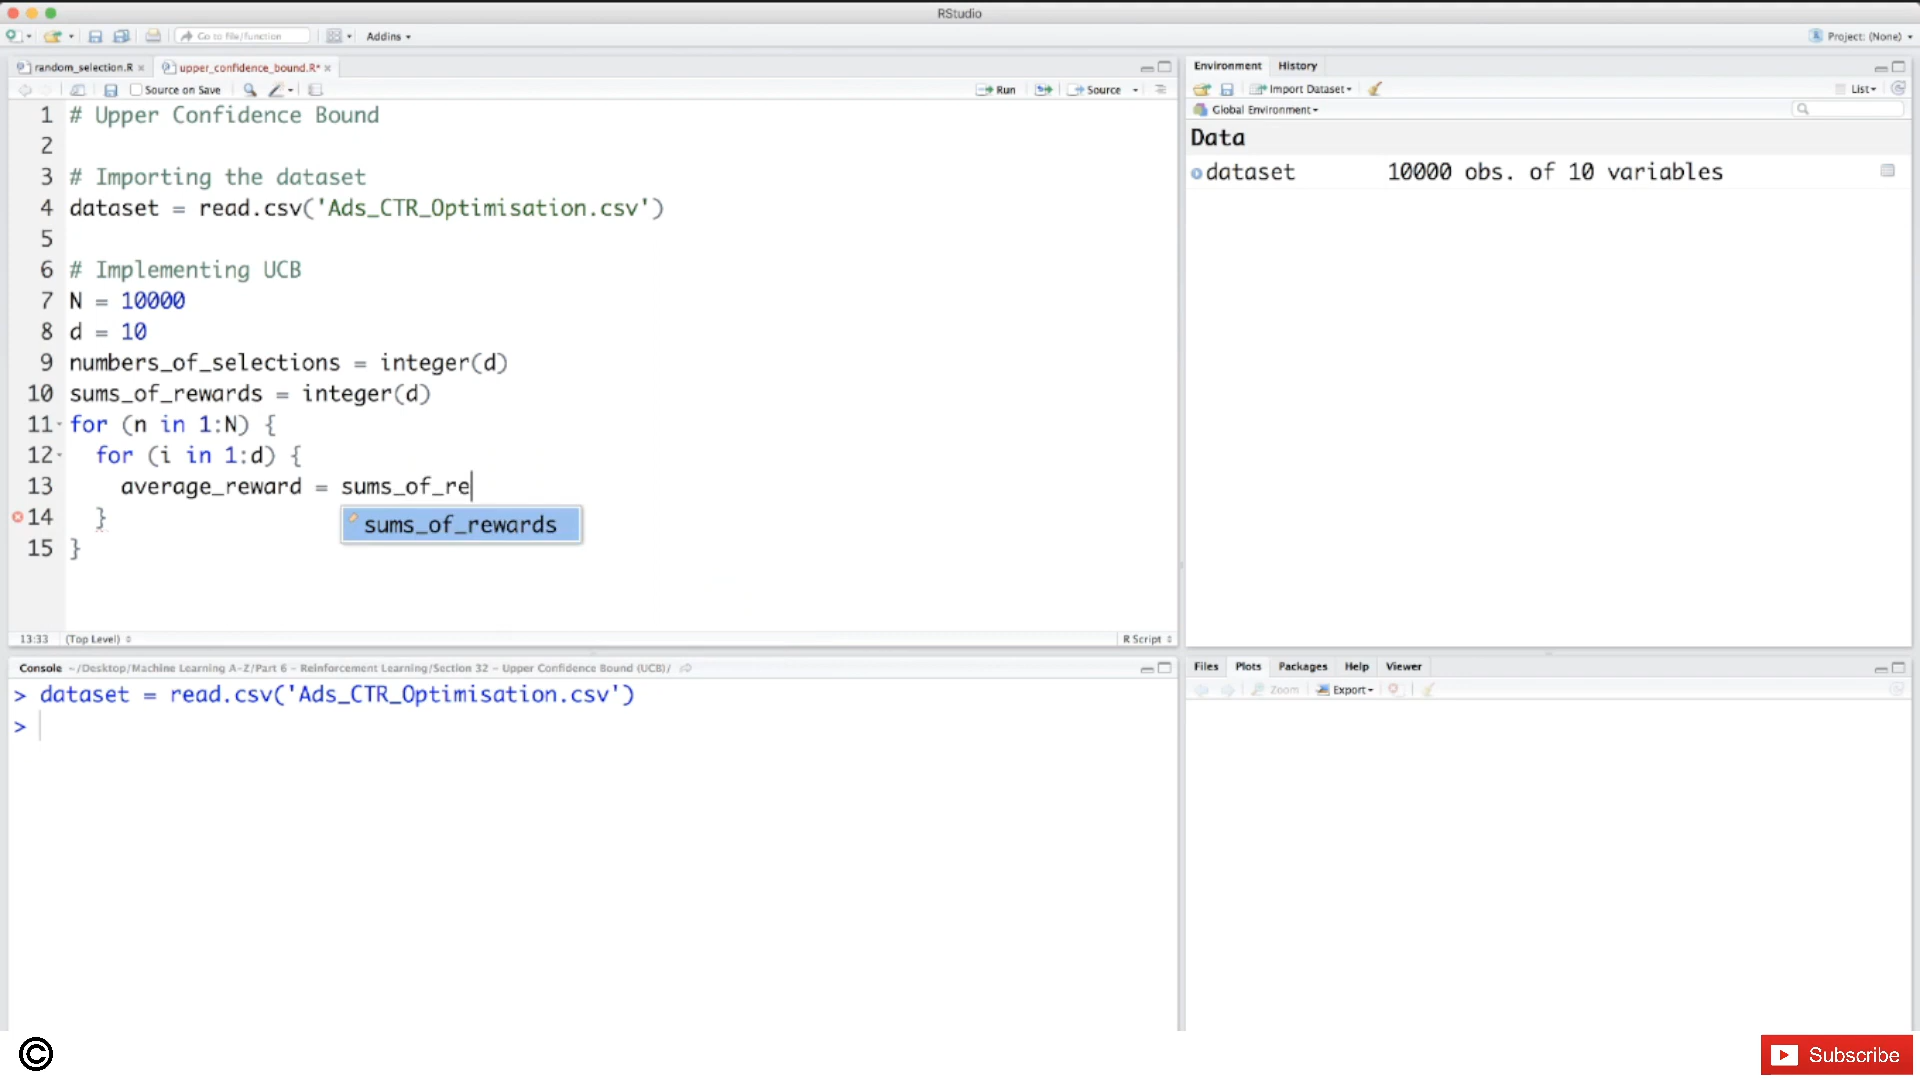 RStudio
Go to file/function
Addins
Project: (None)
random_selection.R
upper_confidence_bound.R*
Source on Save
Run
Source
1 # Upper Confidence Bound
2
3 # Importing the dataset
4 dataset = read.csv('Ads_CTR_Optimisation.csv')
5
6 # Implementing UCB
7 N = 10000
8 d = 10
9 numbers_of_selections = integer(d)
10 sums_of_rewards = integer(d)
11 for (n in 1:N) {
12 for (i in 1:d) {
13 average_reward = sums_of_re
sums_of_rewards
14 }
15 }
13:33 (Top Level)
R Script
Environment History
Import Dataset
List
Global Environment
Data
dataset 10000 obs. of 10 variables
Console ~/Desktop/Machine Learning A-Z/Part 6 - Reinforcement Learning/Section 32 - Upper Confidence Bound (UCB)/
> dataset = read.csv('Ads_CTR_Optimisation.csv')
>
Files Plots Packages Help Viewer
Zoom Export
©
Subscribe